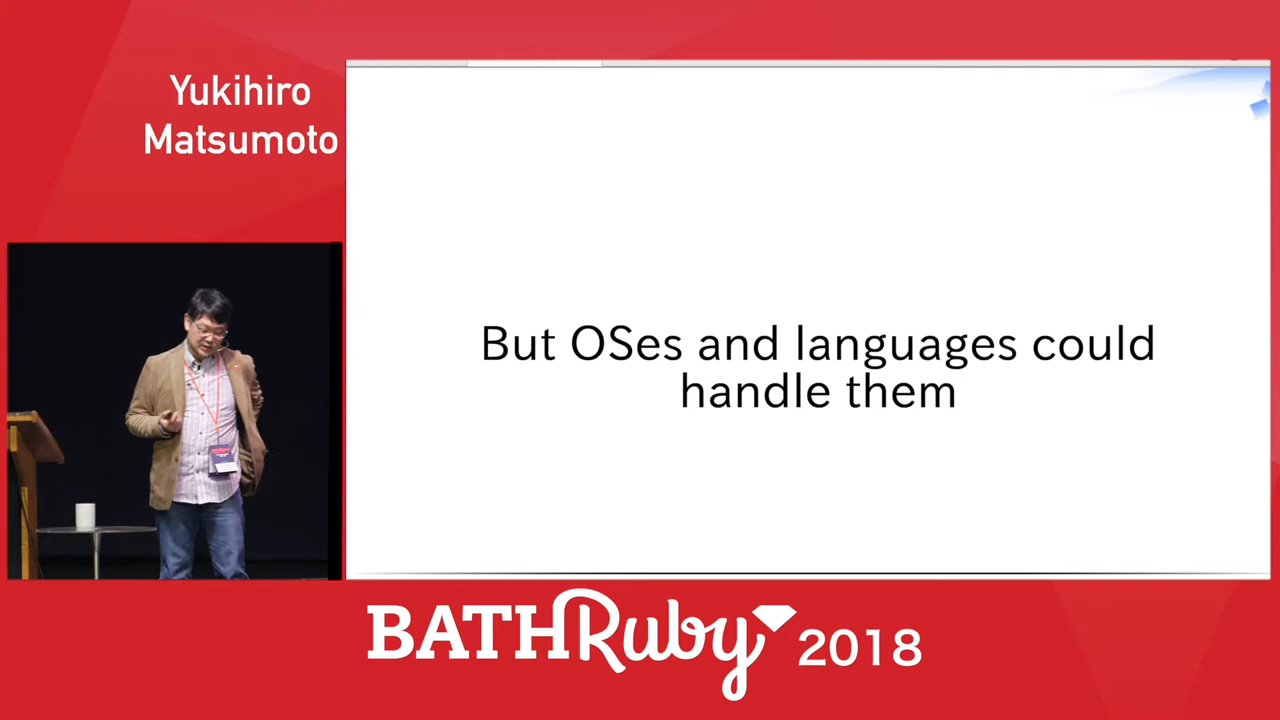 Yukihiro
Matsumoto
But OSes and languages could
handle them
BATHRuby 2018